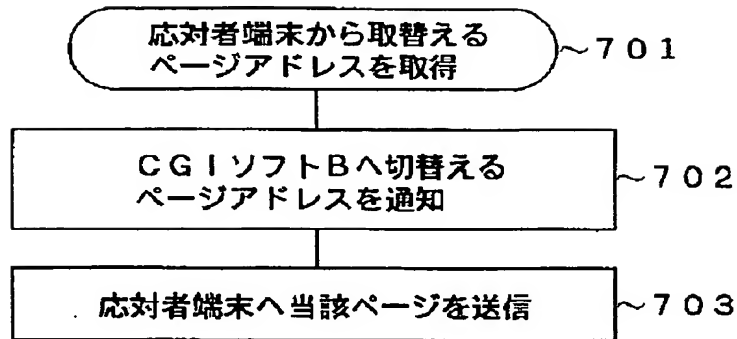 応対者端末から取替える
ページアドレスを取得
~701
CGIソフトBへ切替える
ページアドレスを通知
~702
応対者端末へ当該ページを送信
~703